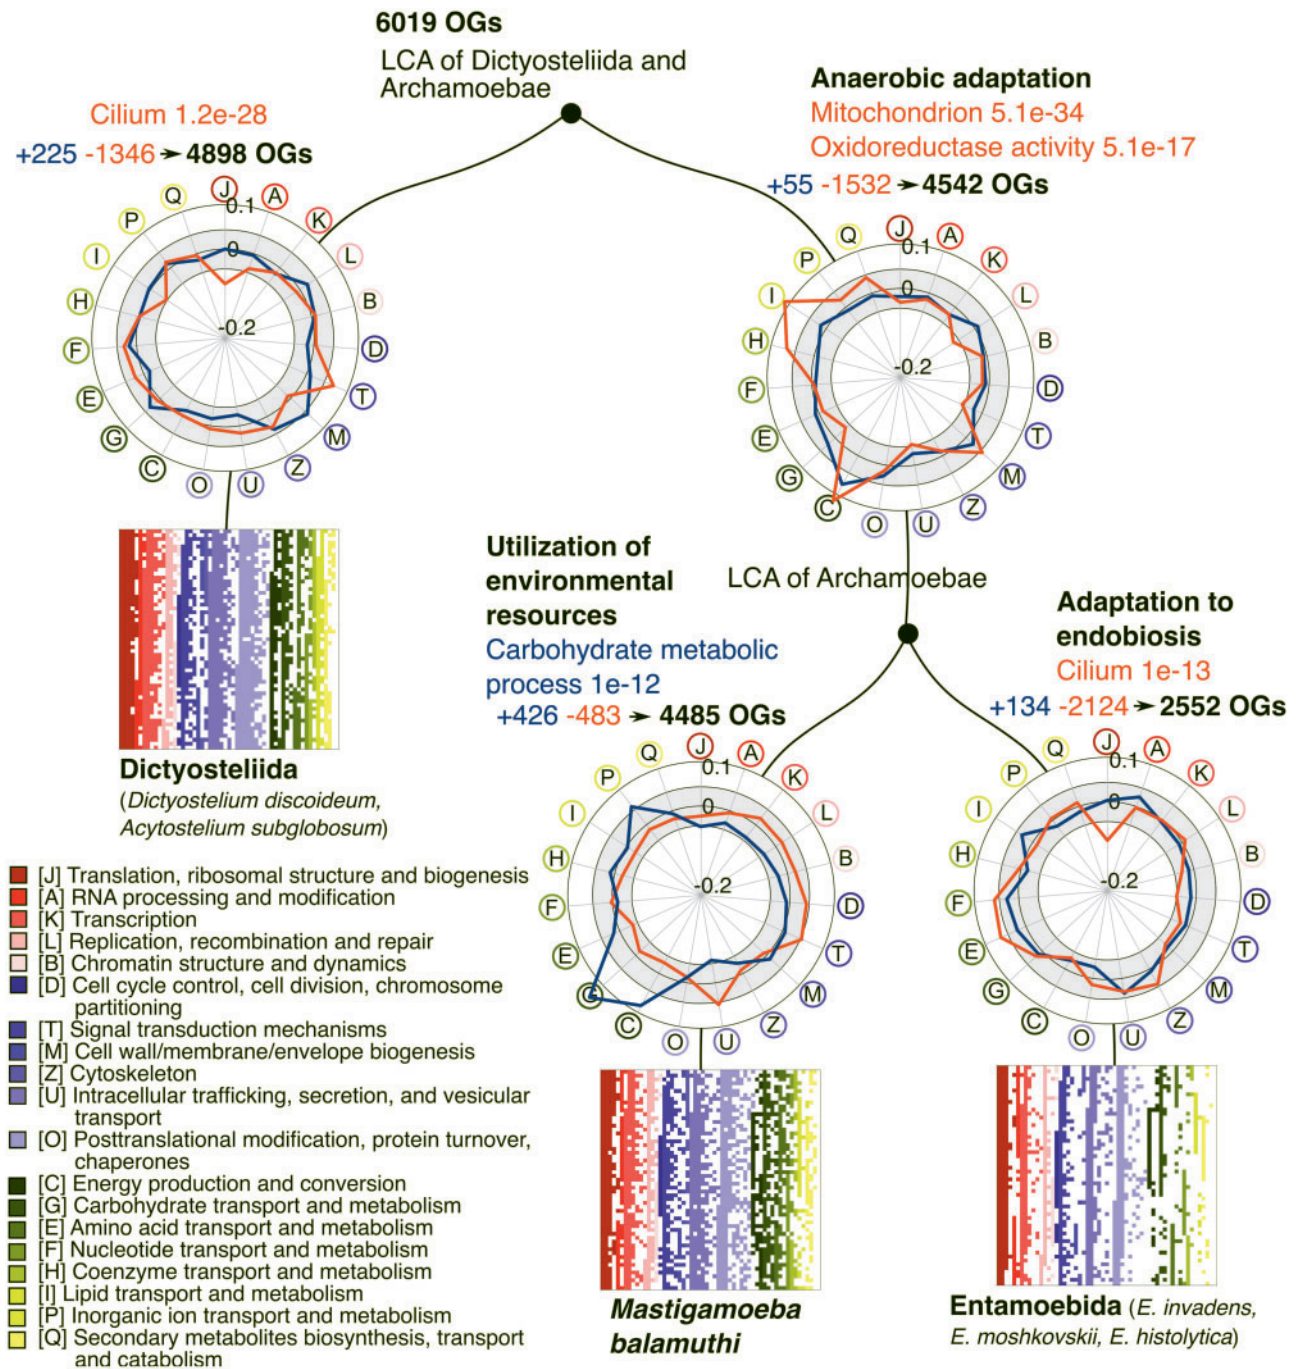 6019 OGs
LCA of Dictyosteliida and
Archamoebae
Cilium 1.2e-28
+225 -1346 → 4898 OGs
Anaerobic adaptation
Mitochondrion 5.1e-34
Oxidoreductase activity 5.1e-17
+55 -1532 → 4542 OGs
J
A
K
L
B
D
T
M
Z
U
O
C
G
E
F
H
I
P
Q
0.1
0
-0.2
J
A
K
L
B
D
T
M
Z
U
O
C
G
E
F
H
I
P
Q
0.1
0
-0.2
Dictyosteliida
(Dictyostelium discoideum,
Acytostelium subglobosum)
LCA of Archamoebae
Utilization of
environmental
resources
Carbohydrate metabolic
process 1e-12
+426 -483 → 4485 OGs
Adaptation to
endobiosis
Cilium 1e-13
+134 -2124 → 2552 OGs
J
A
K
L
B
D
T
M
Z
U
O
C
G
E
F
H
I
P
Q
0.1
0
-0.2
J
A
K
L
B
D
T
M
Z
U
O
C
G
E
F
H
I
P
Q
0.1
0
-0.2
Mastigamoeba
balamuthi
Entamoebida (E. invadens,
E. moshkovskii, E. histolytica)
[J] Translation, ribosomal structure and biogenesis
[A] RNA processing and modification
[K] Transcription
[L] Replication, recombination and repair
[B] Chromatin structure and dynamics
[D] Cell cycle control, cell division, chromosome
partitioning
[T] Signal transduction mechanisms
[M] Cell wall/membrane/envelope biogenesis
[Z] Cytoskeleton
[U] Intracellular trafficking, secretion, and vesicular
transport
[O] Posttranslational modification, protein turnover,
chaperones
[C] Energy production and conversion
[G] Carbohydrate transport and metabolism
[E] Amino acid transport and metabolism
[F] Nucleotide transport and metabolism
[H] Coenzyme transport and metabolism
[I] Lipid transport and metabolism
[P] Inorganic ion transport and metabolism
[Q] Secondary metabolites biosynthesis, transport
and catabolism